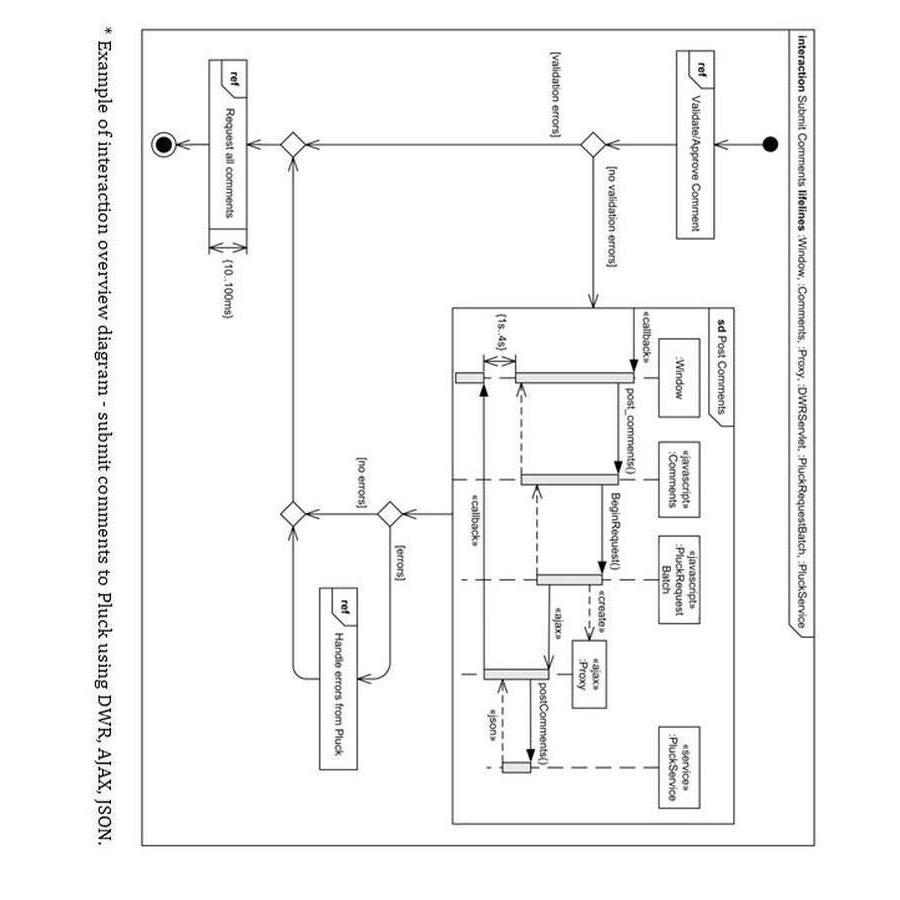 interaction Submit Comments lifelines :Window, :Comments, :Proxy, :DWRServlet, :PluckRequestBatch, :PluckService
ref
Validate/Approve Comment
[validation errors]
[no validation errors]
sd Post Comments
:Window
«javascript»
:Comments
«javascript»
:PluckRequest
Batch
«service»
:PluckService
«callback»
post_comments()
BeginRequest()
«create»
«ajax»
:Proxy
«ajax»
postComments()
«json»
{1s..4s}
«callback»
[no errors]
[errors]
ref
Handle errors from Pluck
ref
Request all comments
{10..100ms}
* Example of interaction overview diagram - submit comments to Pluck using DWR, AJAX, JSON.